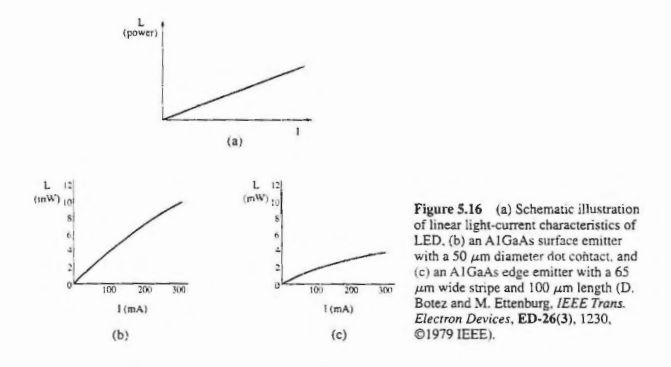 L
(power)
I
(a)
L
(mW)
12
10
8
6
4
2
0
100 200 300
I (mA)
(b)
L
(mW)
12
10
8
6
4
2
0
100 200 300
I (mA)
(c)
Figure 5.16 (a) Schematic illustration
of linear light-current characteristics of
LED, (b) an A1GaAs surface emitter
with a 50 μm diameter dot contact, and
(c) an A1GaAs edge emitter with a 65
μm wide stripe and 100 μm length (D.
Botez and M. Ettenburg, IEEE Trans.
Electron Devices, ED-26(3), 1230,
©1979 IEEE).